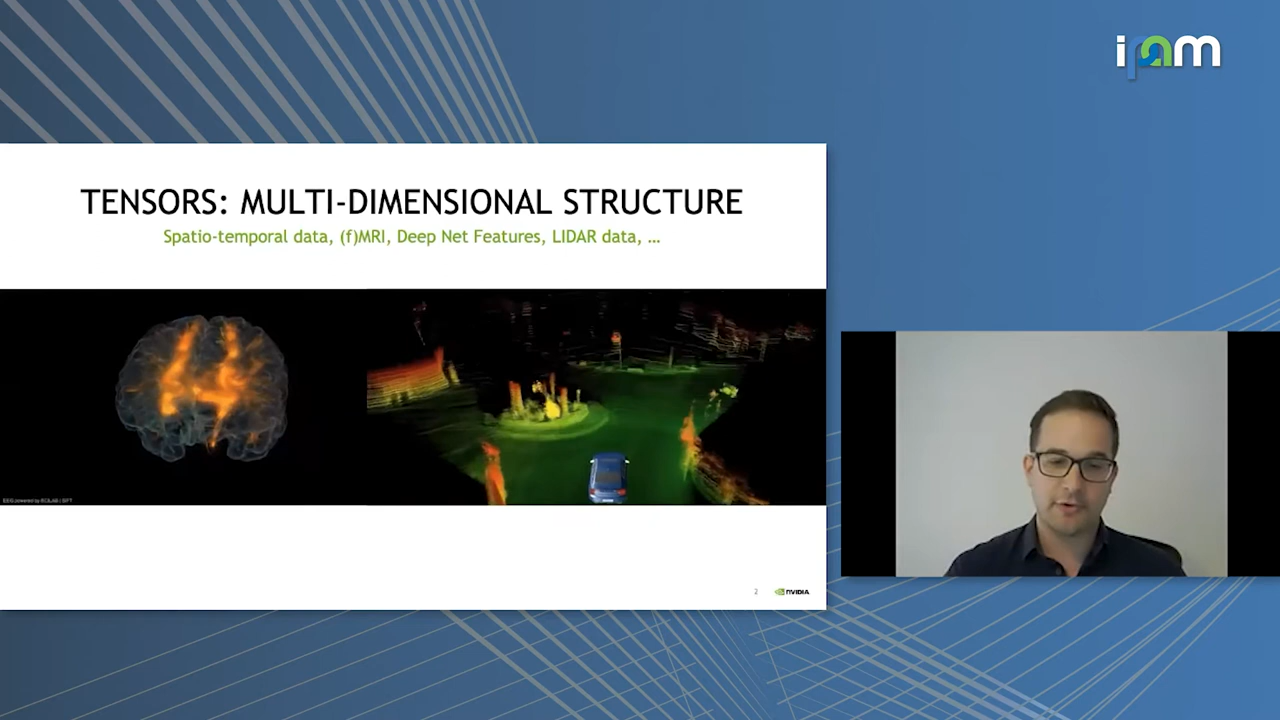 ipam
TENSORS: MULTI-DIMENSIONAL STRUCTURE
Spatio-temporal data, (f)MRI, Deep Net Features, LIDAR data, ...
2
NVIDIA